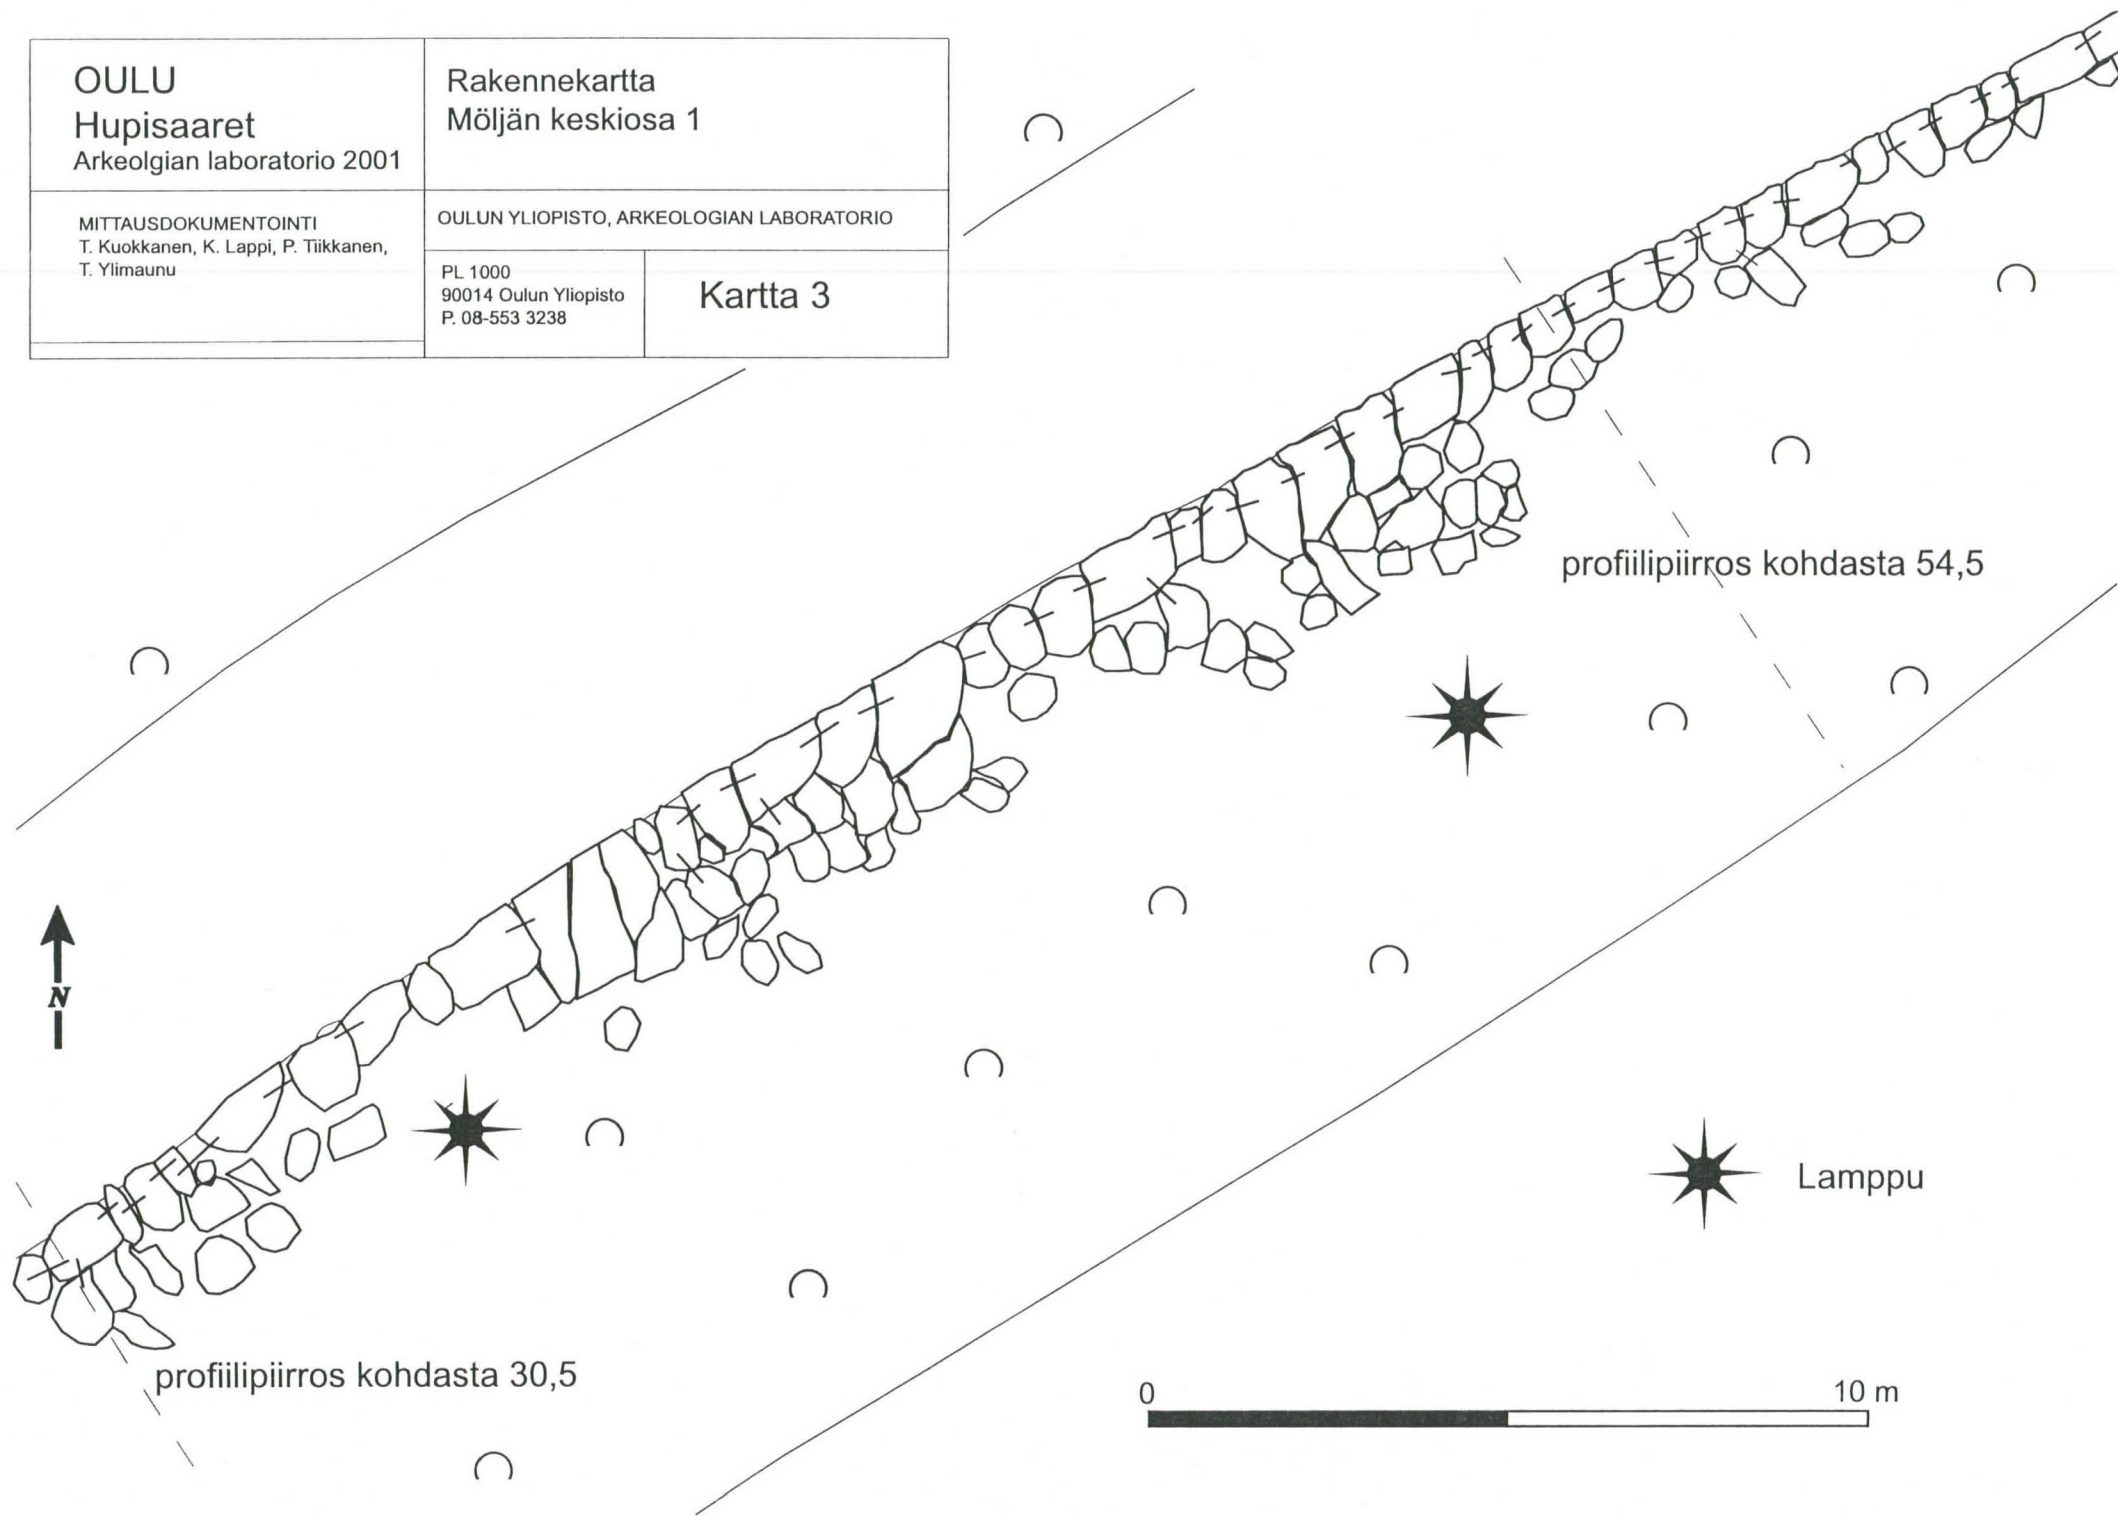 OULU
Hupisaaret
Arkeolgian laboratorio 2001
Rakennekartta
Möljän keskiosa 1
MITTAUSDOKUMENTOINTI
T. Kuokkanen, K. Lappi, P. Tiikkanen,
T. Ylimaunu
OULUN YLIOPISTO, ARKEOLOGIAN LABORATORIO
PL 1000
90014 Oulun Yliopisto
P. 08-553 3238
Kartta 3
profiilipiirros kohdasta 54,5
N
Lamppu
profiilipiirros kohdasta 30,5
0 10 m